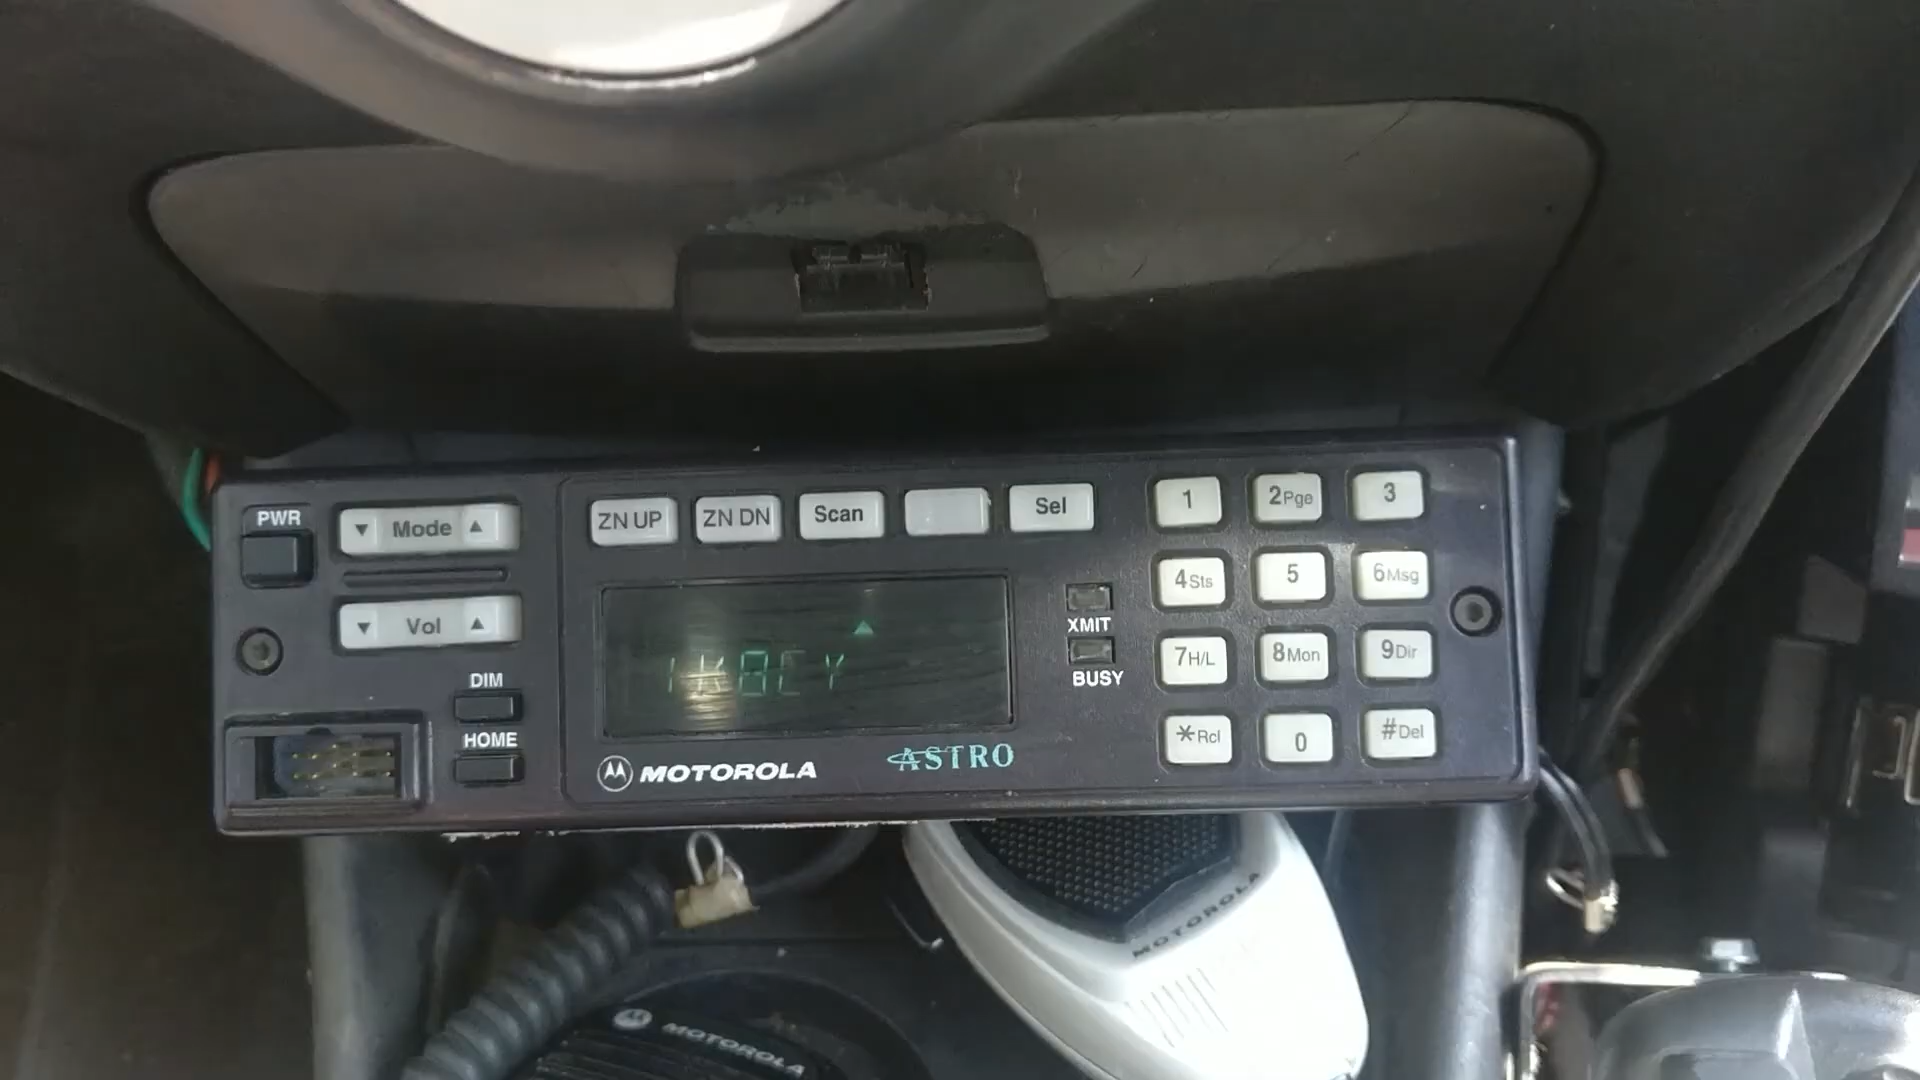 PWR
▼ Mode ▲
ZN UP
ZN DN
Scan
Sel
1
2Pge
3
▼ Vol ▲
4Sts
5
6Msg
XMIT
DIM
BUSY
7H/L
8Mon
9Dir
HOME
MOTOROLA
ASTRO
*Rcl
0
#Del
MOTOROLA
MOTOROLA